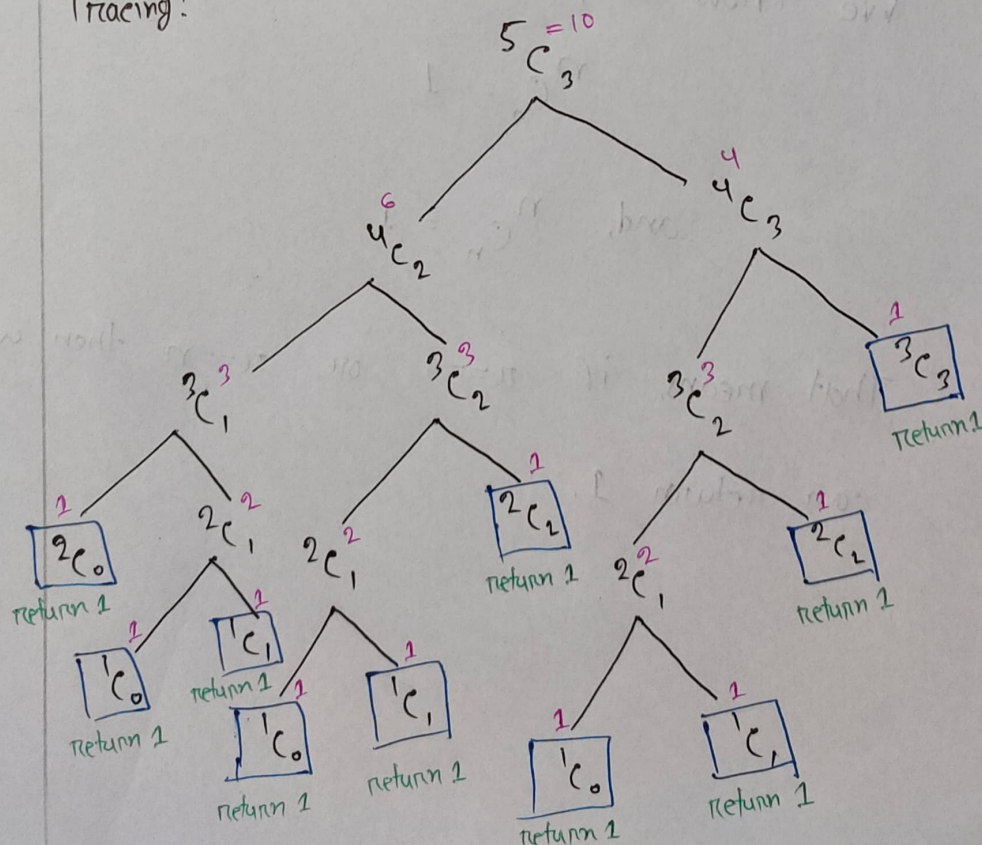 Tracing:
⁵C₃ = 10
⁴C₂ 6
⁴C₃ 4
³C₁ 3
³C₂ 3
³C₂ 3
³C₃ 1
return 1
²C₀ 1
return 1
²C₁ 2
²C₁ 2
²C₂ 1
return 1
²C₁ 2
²C₂ 1
return 1
¹C₀ 1
return 1
¹C₁ 1
return 1
¹C₀ 1
return 1
¹C₁ 1
return 1
¹C₀ 1
return 1
¹C₁ 1
return 1